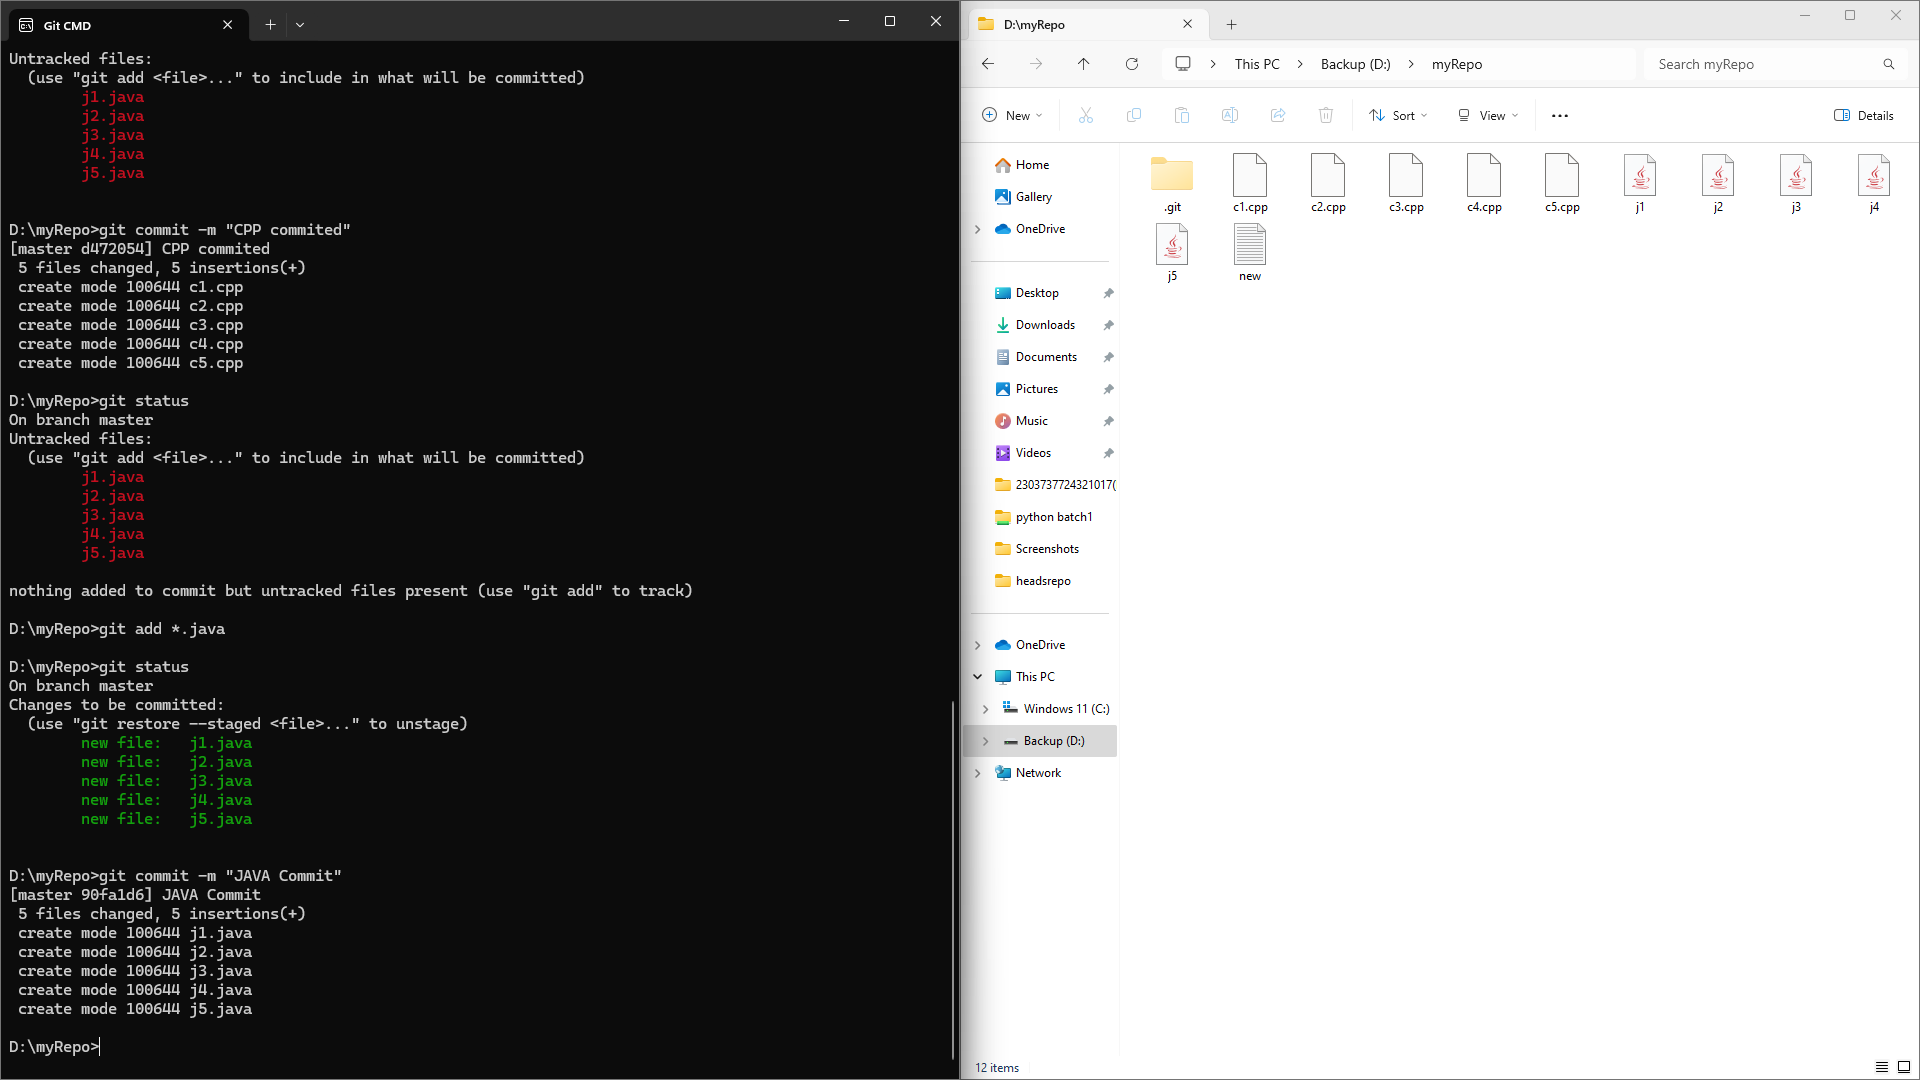 Git CMD
Untracked files:
  (use "git add <file>..." to include in what will be committed)
        j1.java
        j2.java
        j3.java
        j4.java
        j5.java
D:\myRepo>git commit -m "CPP commited"
[master d472054] CPP commited
 5 files changed, 5 insertions(+)
 create mode 100644 c1.cpp
 create mode 100644 c2.cpp
 create mode 100644 c3.cpp
 create mode 100644 c4.cpp
 create mode 100644 c5.cpp
D:\myRepo>git status
On branch master
Untracked files:
  (use "git add <file>..." to include in what will be committed)
        j1.java
        j2.java
        j3.java
        j4.java
        j5.java
nothing added to commit but untracked files present (use "git add" to track)
D:\myRepo>git add *.java
D:\myRepo>git status
On branch master
Changes to be committed:
  (use "git restore --staged <file>..." to unstage)
        new file:   j1.java
        new file:   j2.java
        new file:   j3.java
        new file:   j4.java
        new file:   j5.java
D:\myRepo>git commit -m "JAVA Commit"
[master 90fa1d6] JAVA Commit
 5 files changed, 5 insertions(+)
 create mode 100644 j1.java
 create mode 100644 j2.java
 create mode 100644 j3.java
 create mode 100644 j4.java
 create mode 100644 j5.java
D:\myRepo>
D:\myRepo
This PC > Backup (D:) > myRepo
Search myRepo
New
Sort
View
Details
Home
Gallery
OneDrive
Desktop
Downloads
Documents
Pictures
Music
Videos
2303737724321017(
python batch1
Screenshots
headsrepo
OneDrive
This PC
Windows 11 (C:)
Backup (D:)
Network
.git c1.cpp c2.cpp c3.cpp c4.cpp c5.cpp j1 j2 j3 j4
j5 new
12 items